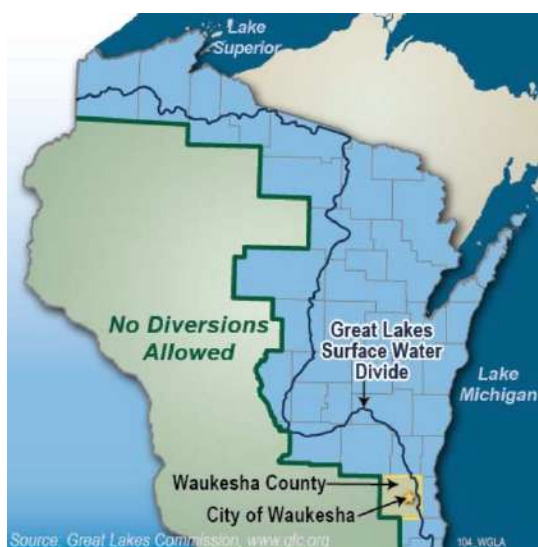 Lake
Superior
No Diversions
Allowed
Great Lakes
Surface Water
Divide
Lake
Michigan
Waukesha County
City of Waukesha
Source: Great Lakes Commission, www.glc.org
104_WGLA